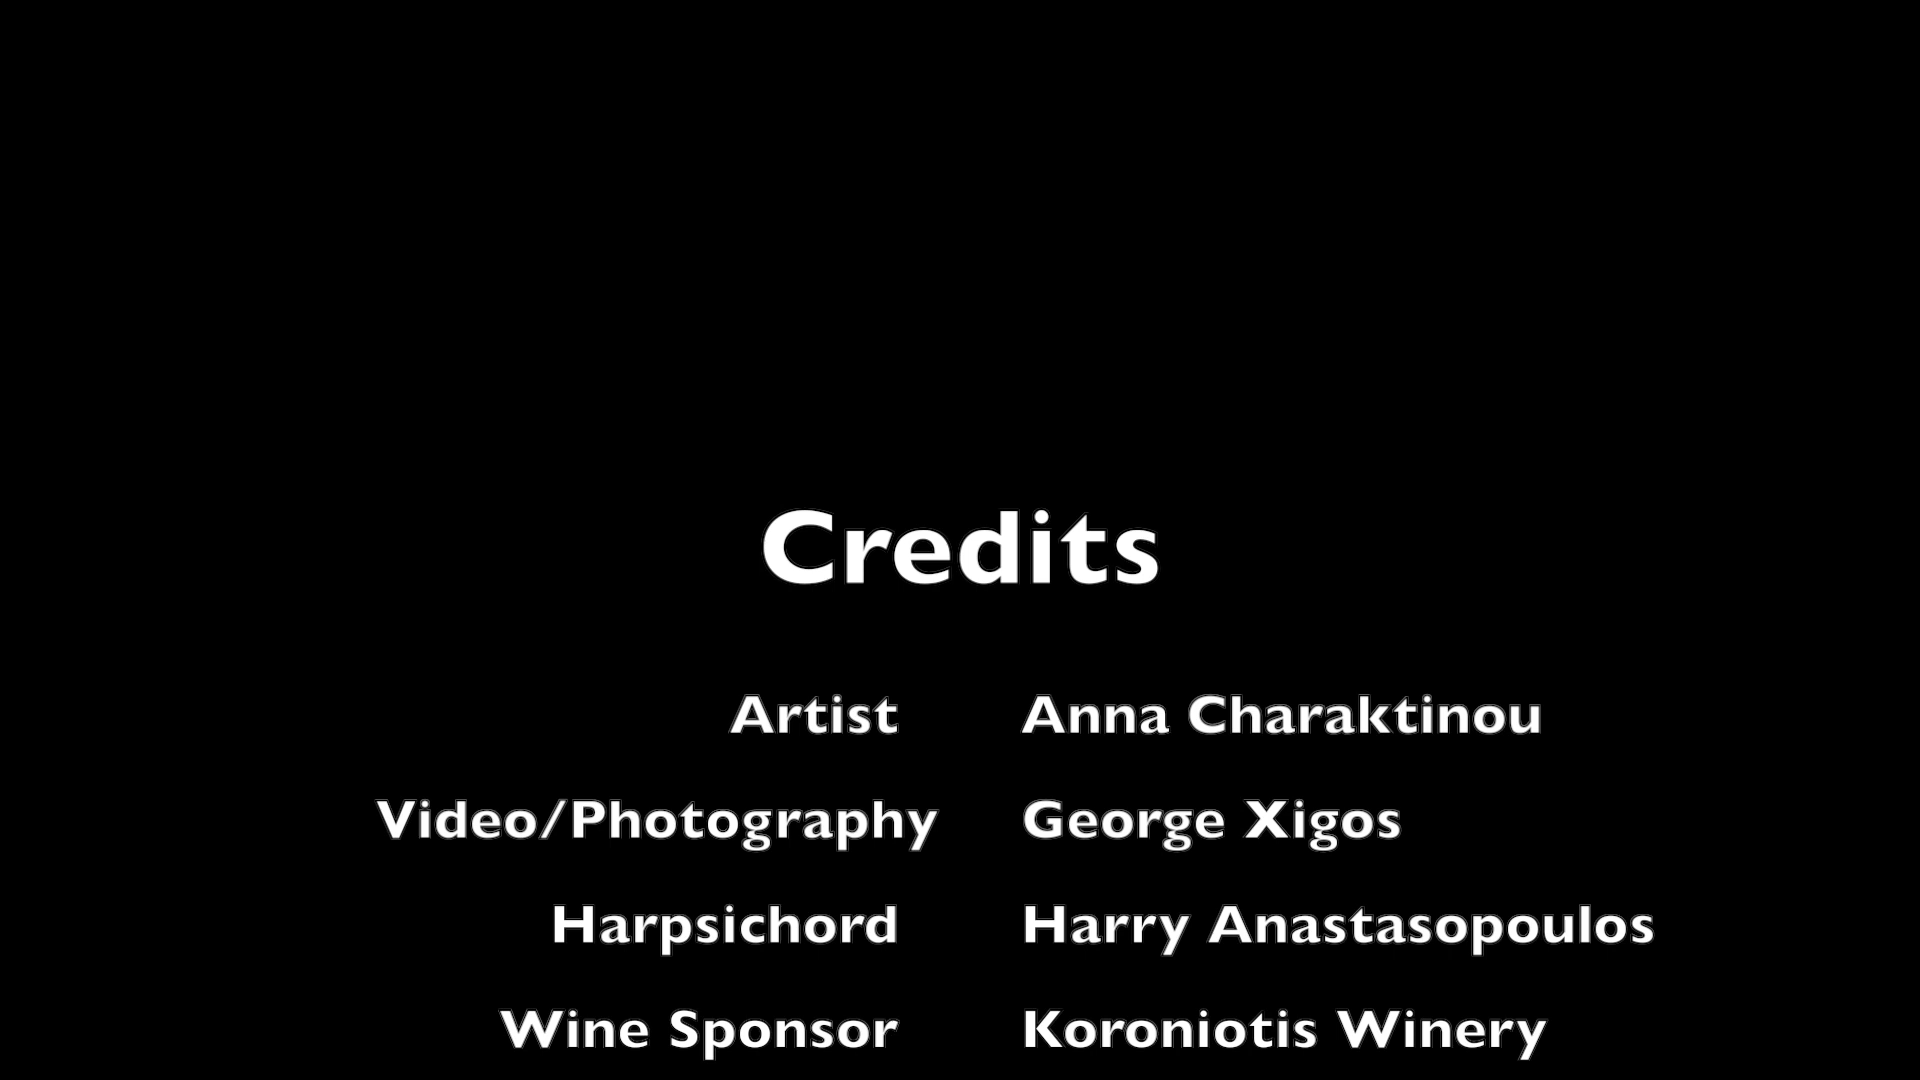 Credits
Artist Anna Charaktinou
Video/Photography George Xigos
Harpsichord Harry Anastasopoulos
Wine Sponsor Koroniotis Winery